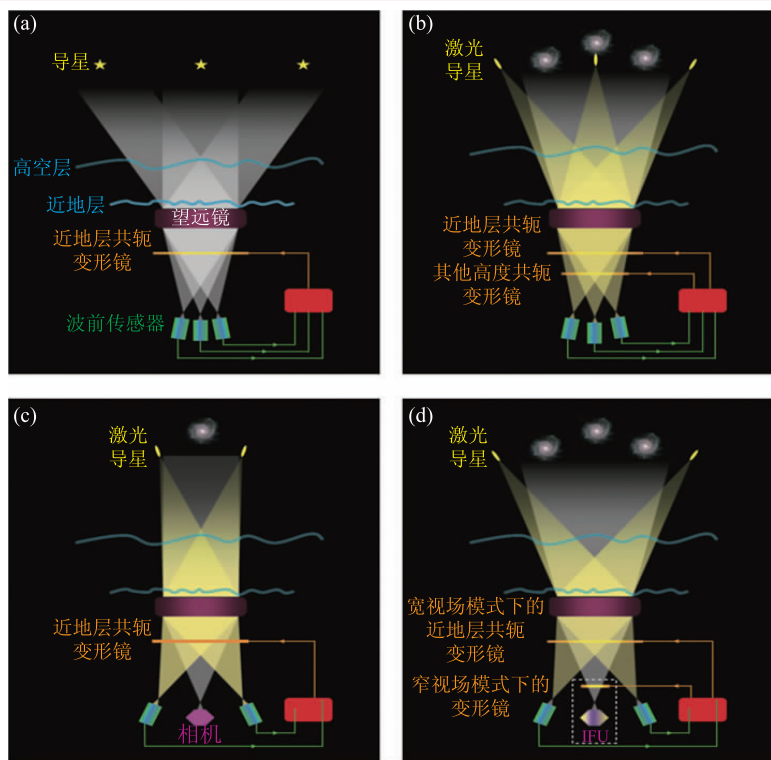 (a)
导星
高空层
近地层
望远镜
近地层共轭
变形镜
波前传感器
(b)
激光
导星
近地层共轭
变形镜
其他高度共轭
变形镜
(c)
激光
导星
近地层共轭
变形镜
相机
(d)
激光
导星
宽视场模式下的
近地层共轭
变形镜
窄视场模式下的
变形镜
IFU